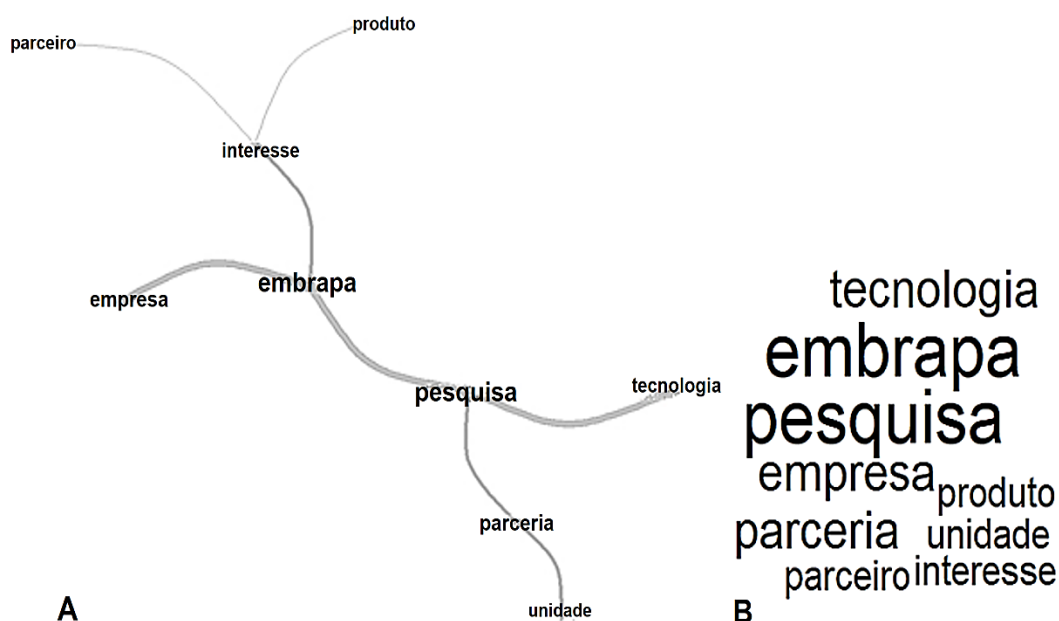 produto
parceiro
interesse
embrapa
empresa
pesquisa
tecnologia
parceria
unidade
A
tecnologia
embrapa
pesquisa
empresa
produto
parceria
unidade
parceiro
interesse
B